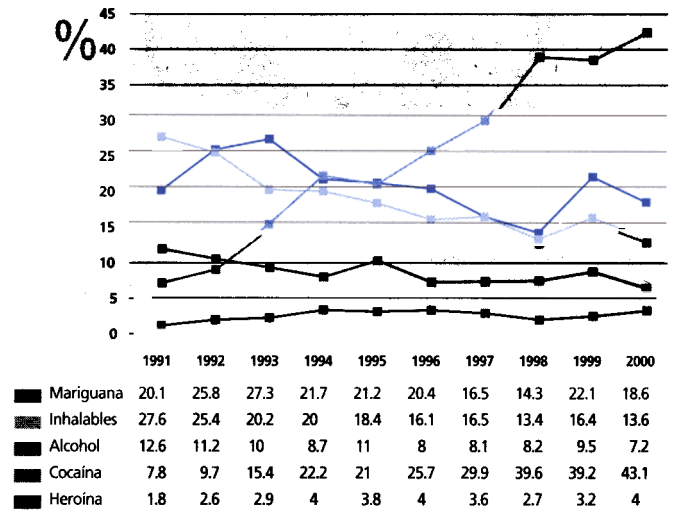 %
45
40
35
30
25
20
15
10
5
0
1991 1992 1993 1994 1995 1996 1997 1998 1999 2000
Mariguana 20.1 25.8 27.3 21.7 21.2 20.4 16.5 14.3 22.1 18.6
Inhalables 27.6 25.4 20.2 20 18.4 16.1 16.5 13.4 16.4 13.6
Alcohol 12.6 11.2 10 8.7 11 8 8.1 8.2 9.5 7.2
Cocaína 7.8 9.7 15.4 22.2 21 25.7 29.9 39.6 39.2 43.1
Heroína 1.8 2.6 2.9 4 3.8 4 3.6 2.7 3.2 4